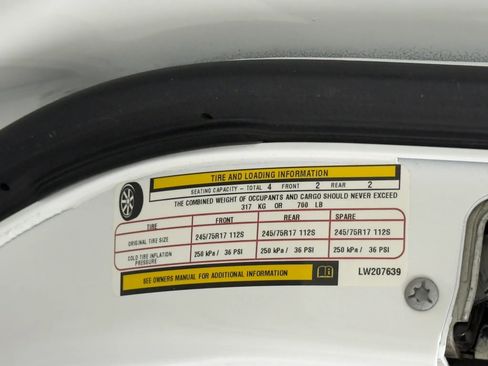 TIRE AND LOADING INFORMATION
SEATING CAPACITY - TOTAL 4 FRONT 2 REAR 2
THE COMBINED WEIGHT OF OCCUPANTS AND CARGO SHOULD NEVER EXCEED
317 KG OR 700 LB
TIRE FRONT REAR SPARE
ORIGINAL TIRE SIZE 245/75R17 112S 245/75R17 112S 245/75R17 112S
COLD TIRE INFLATION PRESSURE 250 kPa / 36 PSI 250 kPa / 36 PSI 250 kPa / 36 PSI
SEE OWNERS MANUAL FOR ADDITIONAL INFORMATION
LW207639